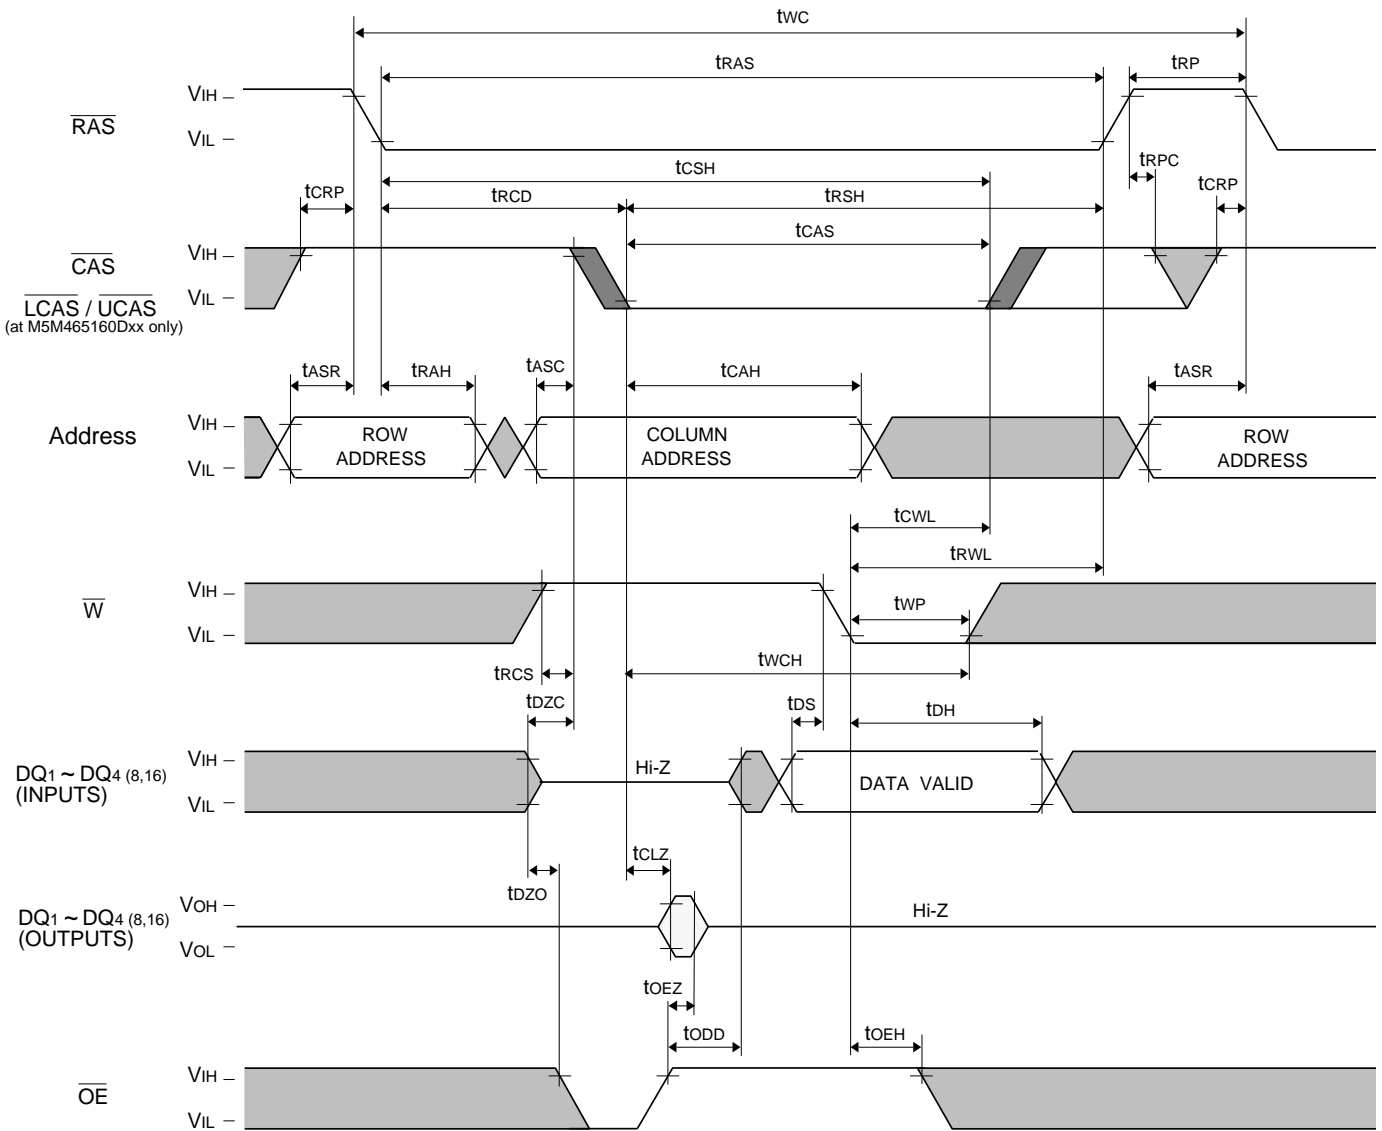 tWC
tRAS
tRP
VIH
RAS
VIL
tCSH
tRPC
tCRP
tRCD
tRSH
tCRP
tCAS
VIH
CAS
VIL
LCAS / UCAS
(at M5M465160Dxx only)
tASR
tRAH
tASC
tCAH
tASR
VIH
Address
ROW
ADDRESS
COLUMN
ADDRESS
ROW
ADDRESS
VIL
tCWL
tRWL
VIH
W
tWP
VIL
tRCS
tWCH
tDZC
tDS
tDH
VIH
DQ1 ~ DQ4 (8,16)
(INPUTS)
Hi-Z
DATA VALID
VIL
tCLZ
tDZO
VOH
DQ1 ~ DQ4 (8,16)
(OUTPUTS)
Hi-Z
VOL
tOEZ
tODD
tOEH
VIH
OE
VIL